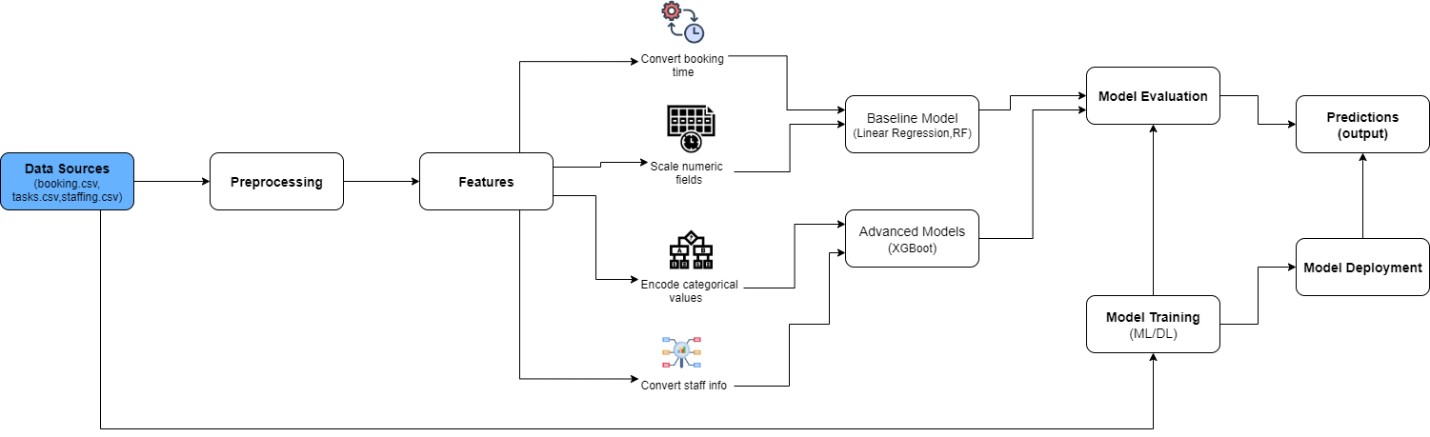 Data Sources
(booking.csv,
tasks.csv,staffing.csv)
Preprocessing
Features
Convert booking
time
Scale numeric
fields
Encode categorical
values
Convert staff info
Baseline Model
(Linear Regression,RF)
Advanced Models
(XGBoot)
Model Evaluation
Model Training
(ML/DL)
Predictions
(output)
Model Deployment